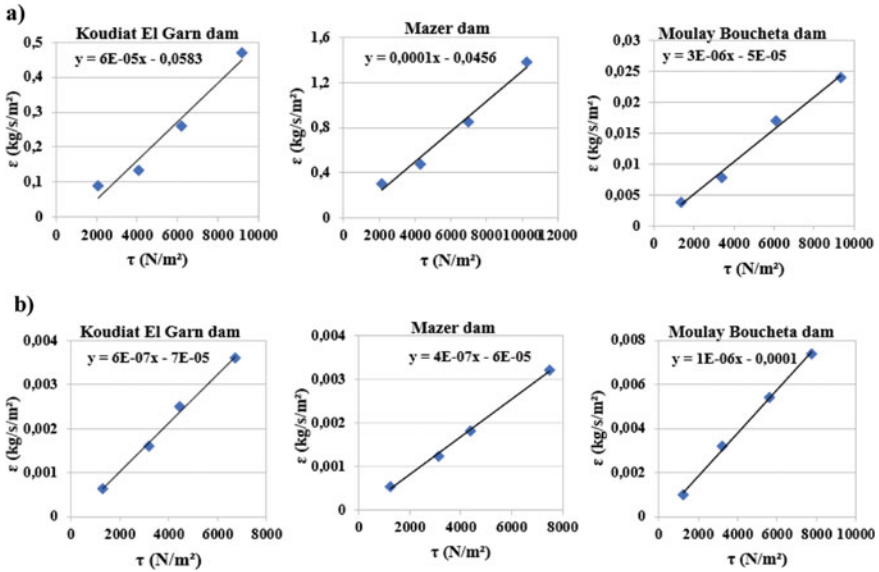 a)
Koudiat El Garn dam
y = 6E-05x - 0,0583
ε (kg/s/m²)
0,5
0,4
0,3
0,2
0,1
0
0 2000 4000 6000 8000 10000
τ (N/m²)
Mazer dam
y = 0,0001x - 0,0456
ε (kg/s/m²)
1,6
1,2
0,8
0,4
0
0 2000 4000 6000 8000 10000 12000
τ (N/m²)
Moulay Boucheta dam
y = 3E-06x - 5E-05
ε (kg/s/m²)
0,03
0,025
0,02
0,015
0,01
0,005
0
0 2000 4000 6000 8000 10000
τ (N/m²)
b)
Koudiat El Garn dam
y = 6E-07x - 7E-05
ε (kg/s/m²)
0,004
0,003
0,002
0,001
0
0 2000 4000 6000 8000
τ (N/m²)
Mazer dam
y = 4E-07x - 6E-05
ε (kg/s/m²)
0,004
0,003
0,002
0,001
0
0 2000 4000 6000 8000
τ (N/m²)
Moulay Boucheta dam
y = 1E-06x - 0,0001
ε (kg/s/m²)
0,008
0,006
0,004
0,002
0
0 2000 4000 6000 8000 10000
τ (N/m²)